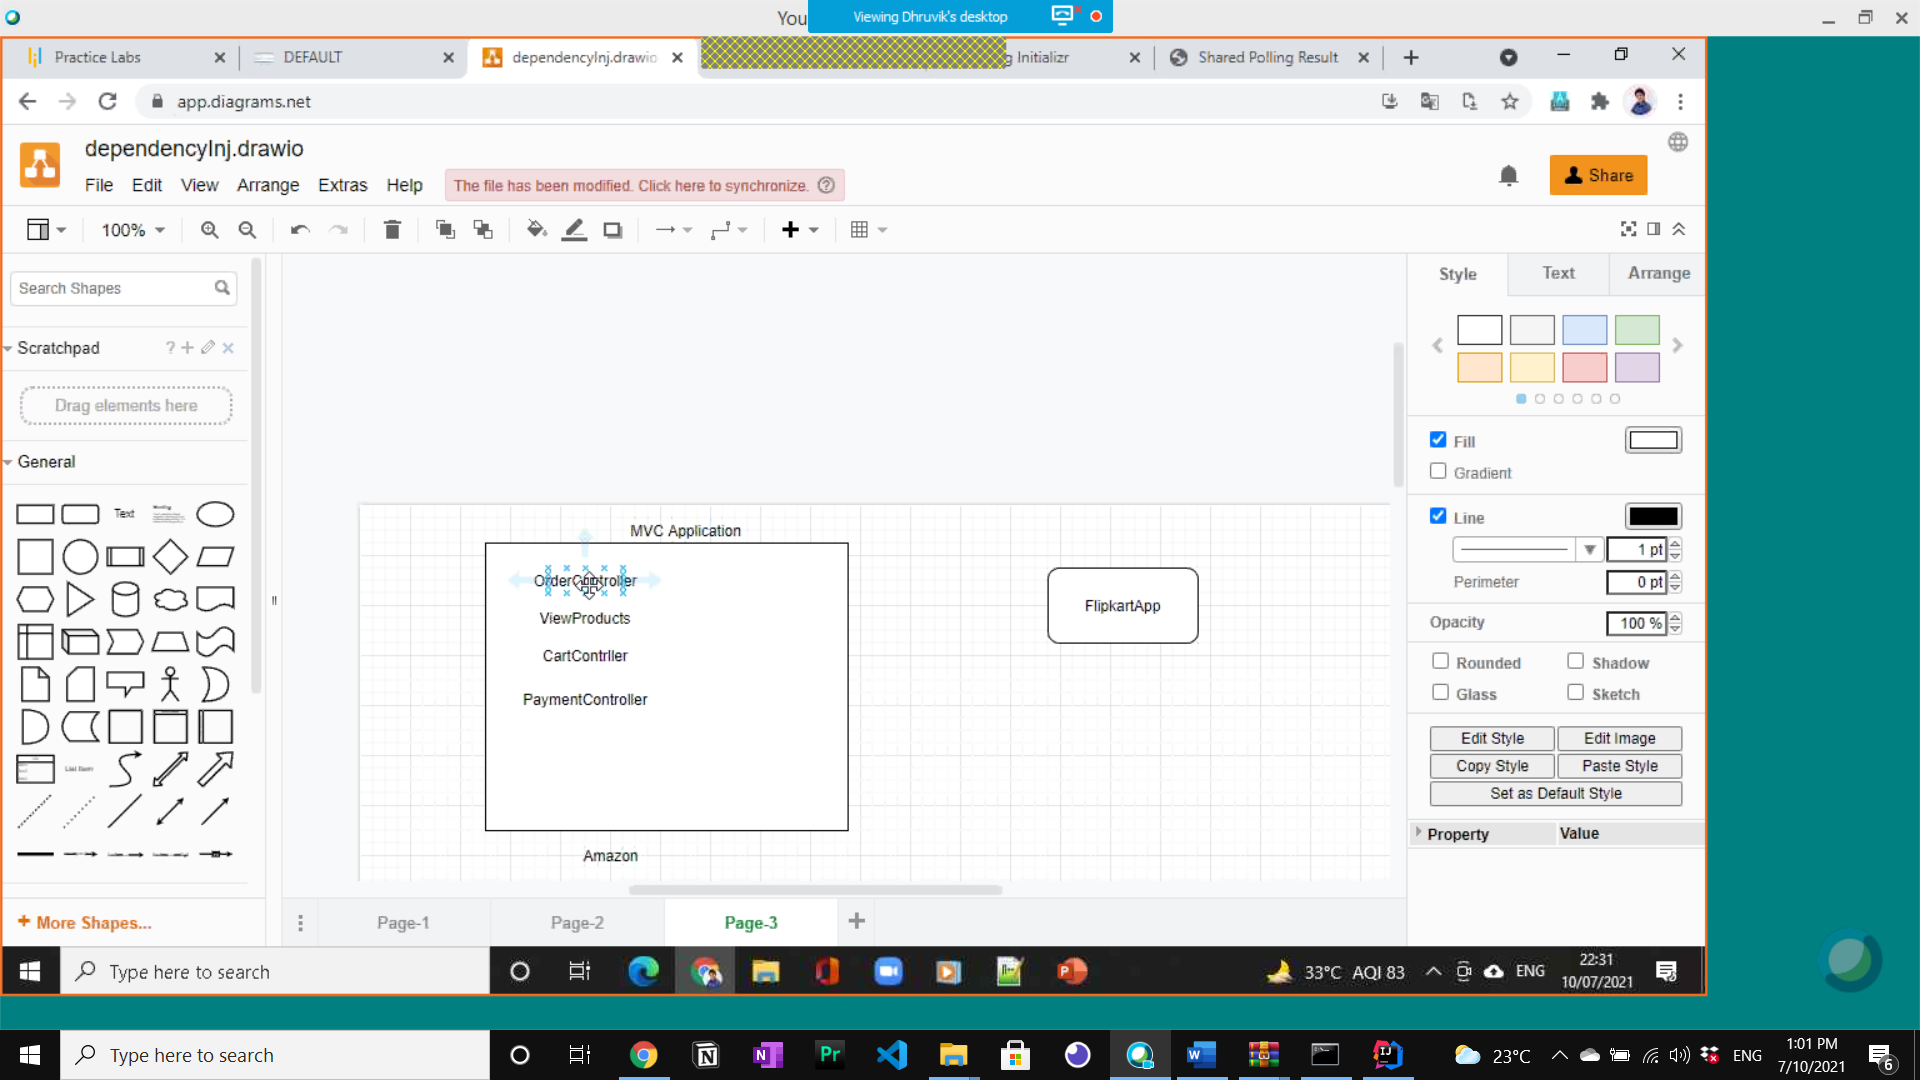 You
Viewing Dhruvik's desktop
Practice Labs
DEFAULT
dependencyInj.drawio
g Initializr
Shared Polling Result
app.diagrams.net
dependencyInj.drawio
File Edit View Arrange Extras Help
The file has been modified. Click here to synchronize.
Share
100%
Search Shapes
Scratchpad
Drag elements here
General
Text
List Item
More Shapes...
MVC Application
OrderController
ViewProducts
CartContrller
PaymentController
Amazon
FlipkartApp
Page-1
Page-2
Page-3
Style
Text
Arrange
Fill
Gradient
Line
1 pt
Perimeter
0 pt
Opacity
100 %
Rounded
Shadow
Glass
Sketch
Edit Style
Edit Image
Copy Style
Paste Style
Set as Default Style
Property
Value
Type here to search
33°C AQI 83
ENG
22:31
10/07/2021
Type here to search
23°C
ENG
1:01 PM
7/10/2021
6